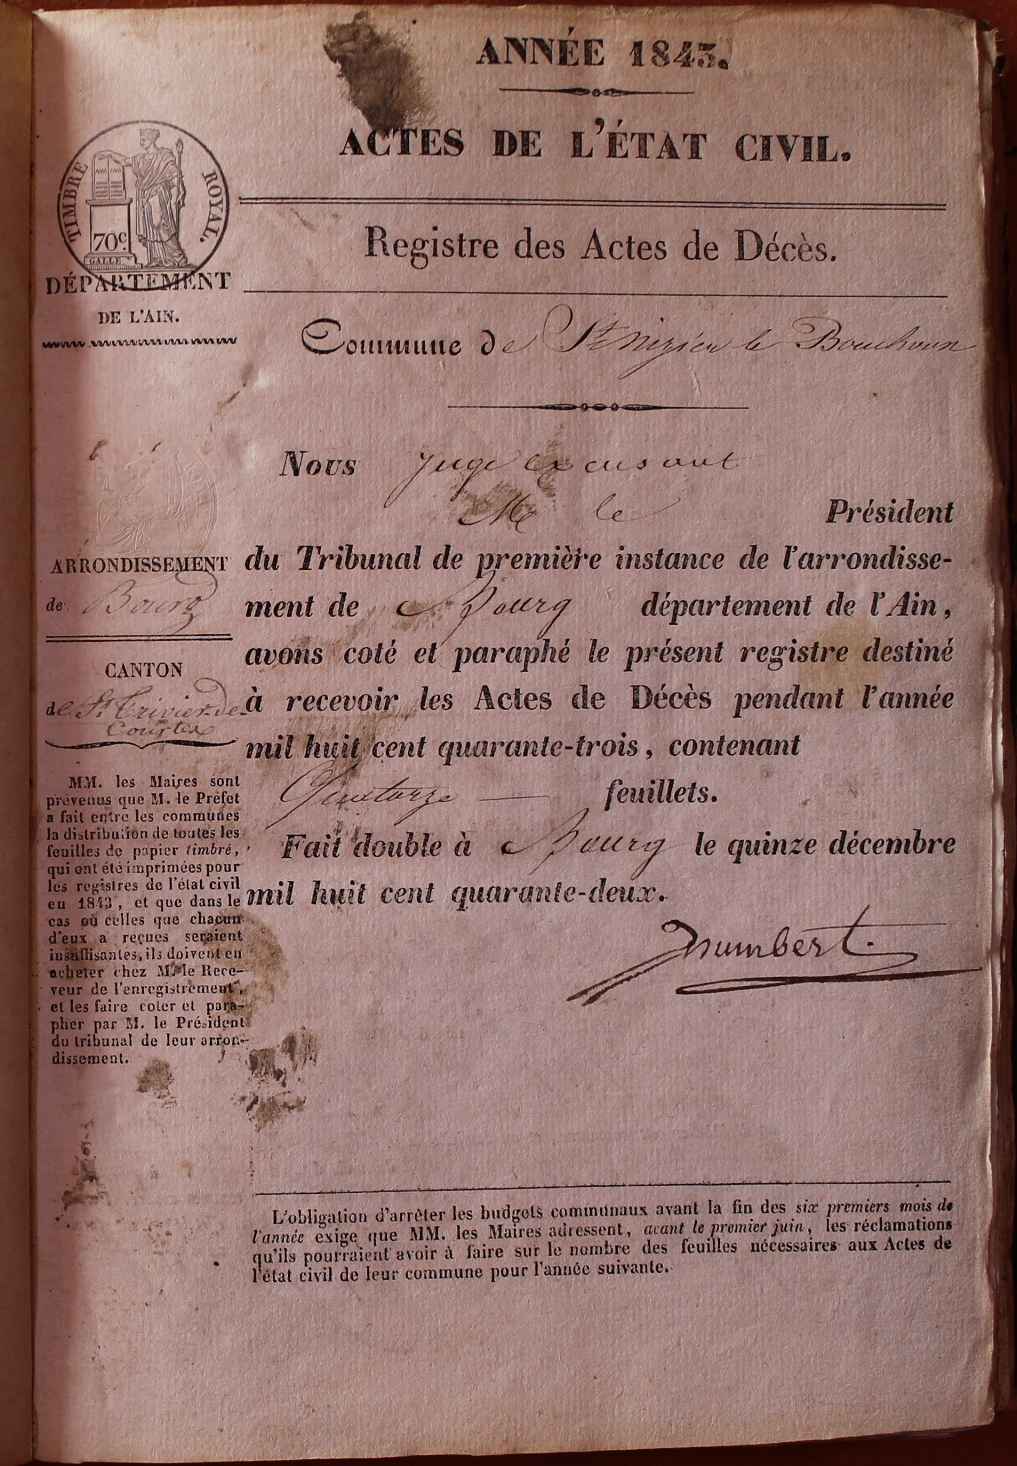 ANNÉE 1843.
ACTES DE L'ÉTAT CIVIL.
TIMBRE ROYAL.
70c
GALLE
Registre des Actes de Décès.
DÉPARTEMENT
DE L'AIN.
Commune de St nizier le Bouchoux
Nous juge excusant
Mr le Président
du Tribunal de première instance de l'arrondisse-
ment de Bourg département de l'Ain,
avons coté et paraphé le présent registre destiné
à recevoir les Actes de Décès pendant l'année
mil huit cent quarante-trois, contenant
Quatorze feuillets.
Fait double à Bourg le quinze décembre
mil huit cent quarante-deux.
ARRONDISSEMENT
de Bourg
CANTON
de St Trivier de
Courtes
MM. les Maires sont
prévenus que M. le Préfet
a fait entre les communes
la distribution de toutes les
feuilles de papier timbré,
qui ont été imprimées pour
les registres de l'état civil
en 1843, et que dans le
cas où celles que chacun
d'eux a reçues seraient
insuffisantes, ils doivent en
acheter chez M. le Rece-
veur de l'enregistrement,
et les faire coter et para-
pher par M. le Président
du tribunal de leur arron-
dissement.
L'obligation d'arrêter les budgets communaux avant la fin des six premiers mois de
l'année exige que MM. les Maires adressent, avant le premier juin, les réclamations
qu'ils pourraient avoir à faire sur le nombre des feuilles nécessaires aux Actes de
l'état civil de leur commune pour l'année suivante.